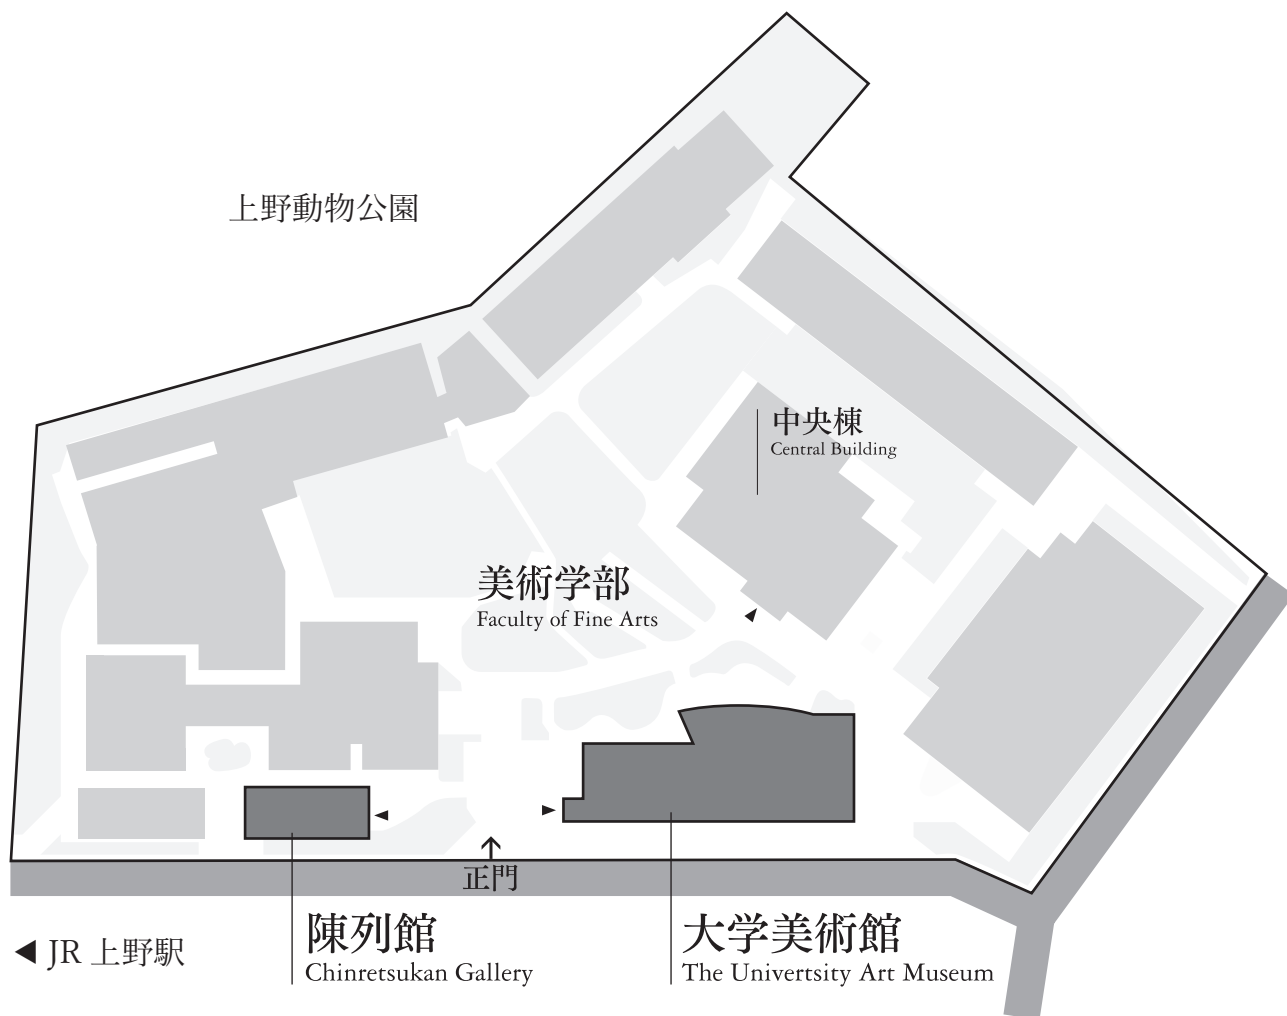 上野動物公園
中央棟
Central Building
美術学部
Faculty of Fine Arts
正門
陳列館
Chinretsukan Gallery
大学美術館
The Univertsity Art Museum
◀ JR 上野駅